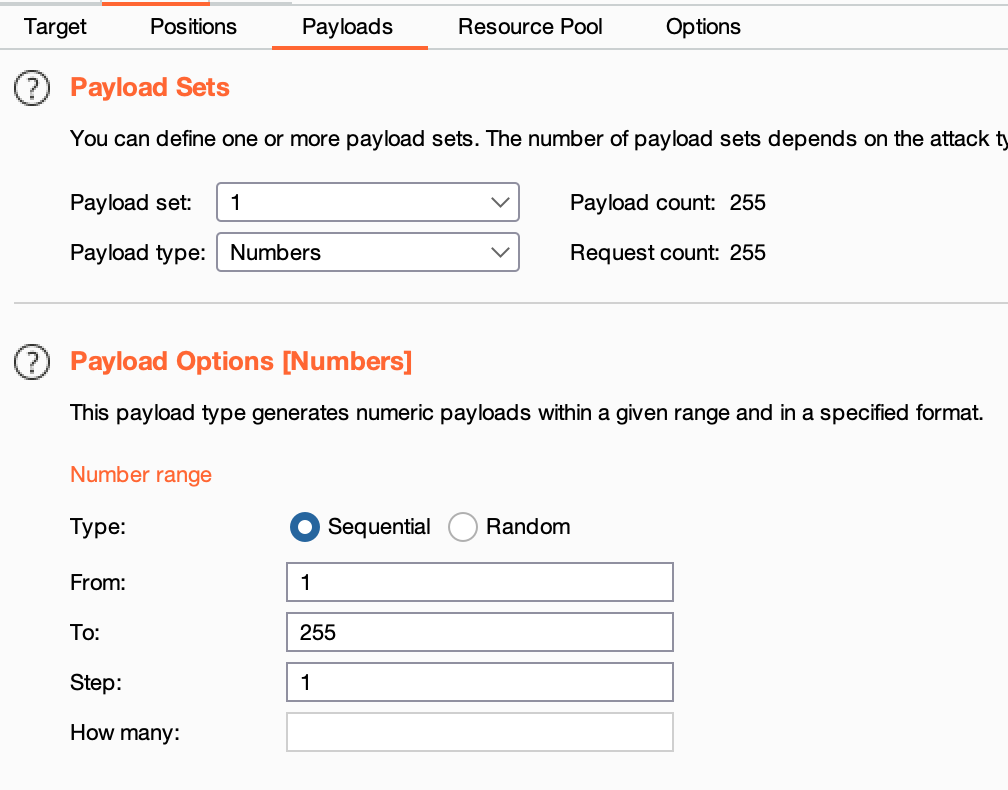 Target Positions Payloads Resource Pool Options
? Payload Sets
You can define one or more payload sets. The number of payload sets depends on the attack
Payload set: 1 Payload count: 255
Payload type: Numbers Request count: 255
? Payload Options [Numbers]
This payload type generates numeric payloads within a given range and in a specified format.
Number range
Type: Sequential Random
From: 1
To: 255
Step: 1
How many: